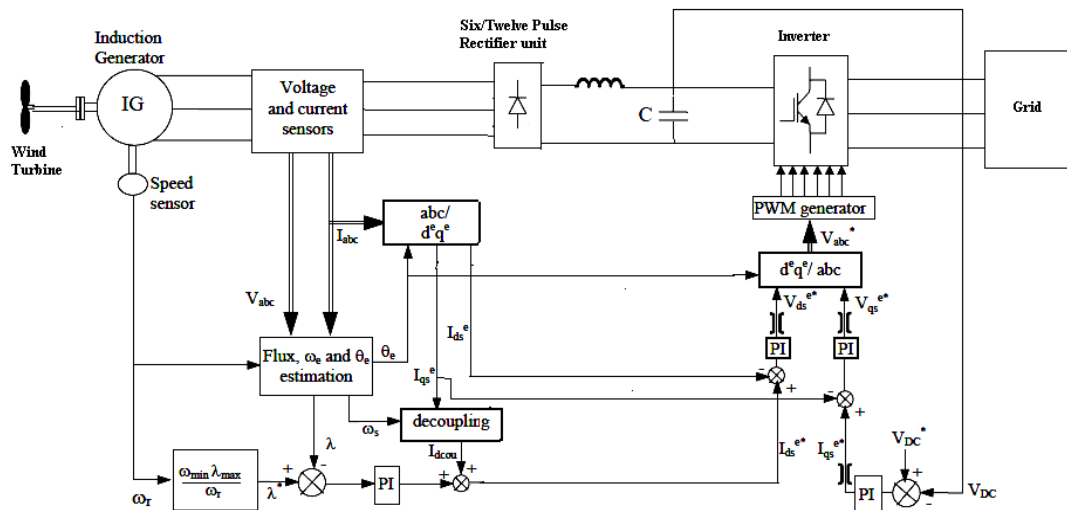 Six/Twelve Pulse
Rectifier unit
Inverter
Induction
Generator
IG
Voltage
and current
sensors
C
Grid
Wind
Turbine
Speed
sensor
abc/
dᵉqᵉ
I_abc
PWM generator
V_abc*
dᵉqᵉ/ abc
V_abc
V_ds^e*
V_qs^e*
I_ds^e
PI
PI
Flux, ω_e and θ_e
estimation
θ_e
I_qs^e
-
+
-
+
ω_s
decoupling
λ
I_dcou
I_ds^e*
I_qs^e*
V_DC*
ω_min λ_max
ω_r
ω_r
λ*
+
-
PI
+
+
PI
+
-
V_DC